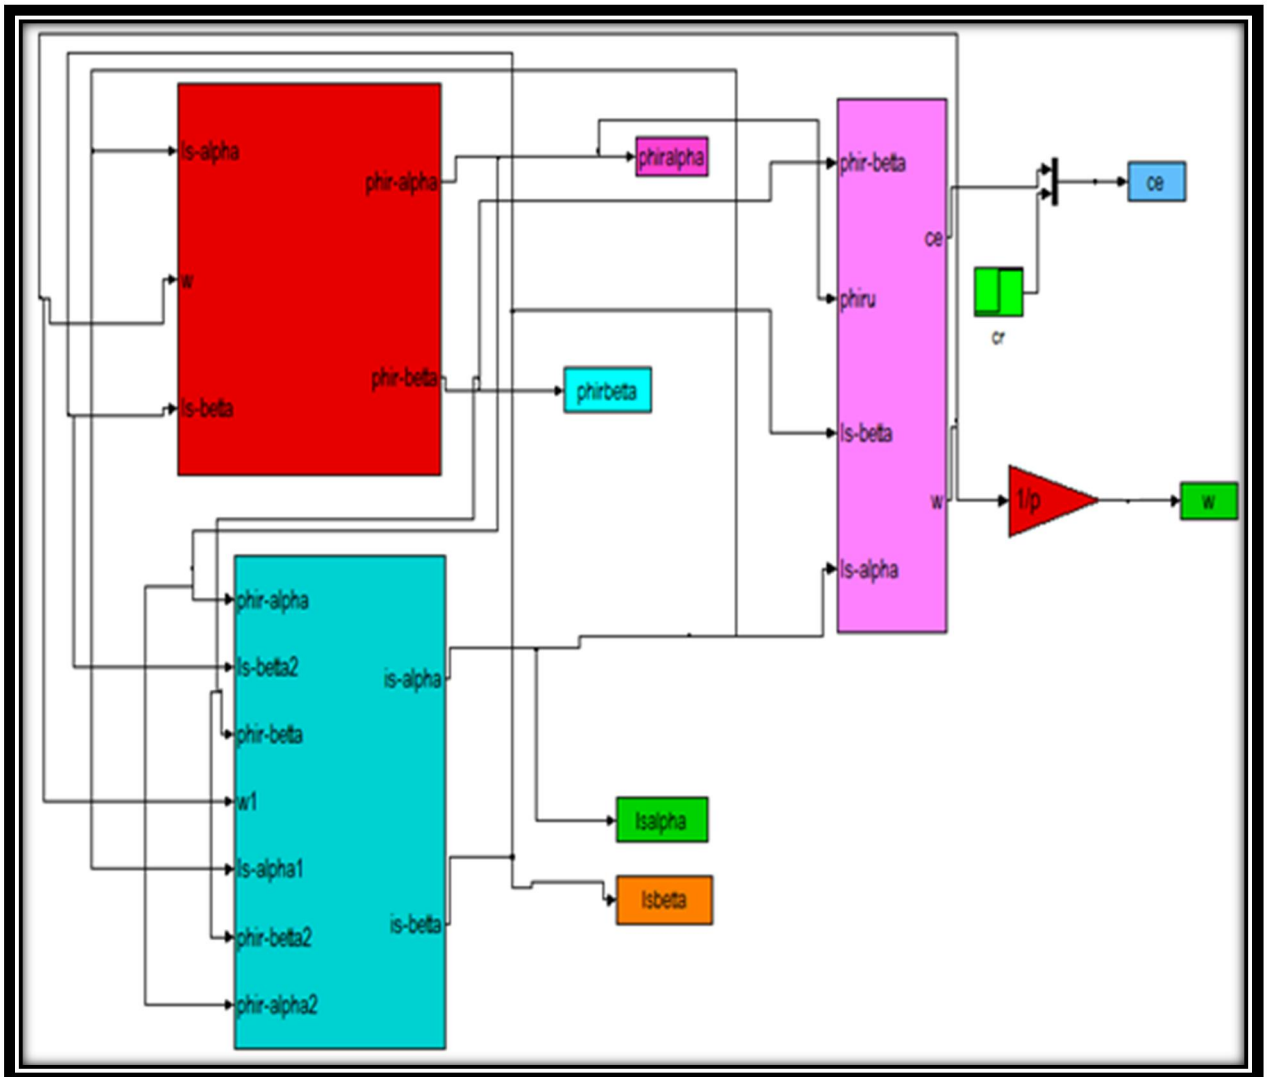 Is-alpha
w
Is-betta
phir-alpha
phir-betta
phiralpha
phirbetta
phir-betta
phiru
Is-betta
Is-alpha
ce
w
ce
cr
1/p
w
phir-alpha
Is-betta2
phir-betta
w1
Is-alpha1
phir-betta2
phir-alpha2
is-alpha
is-betta
Isalpha
Isbetta